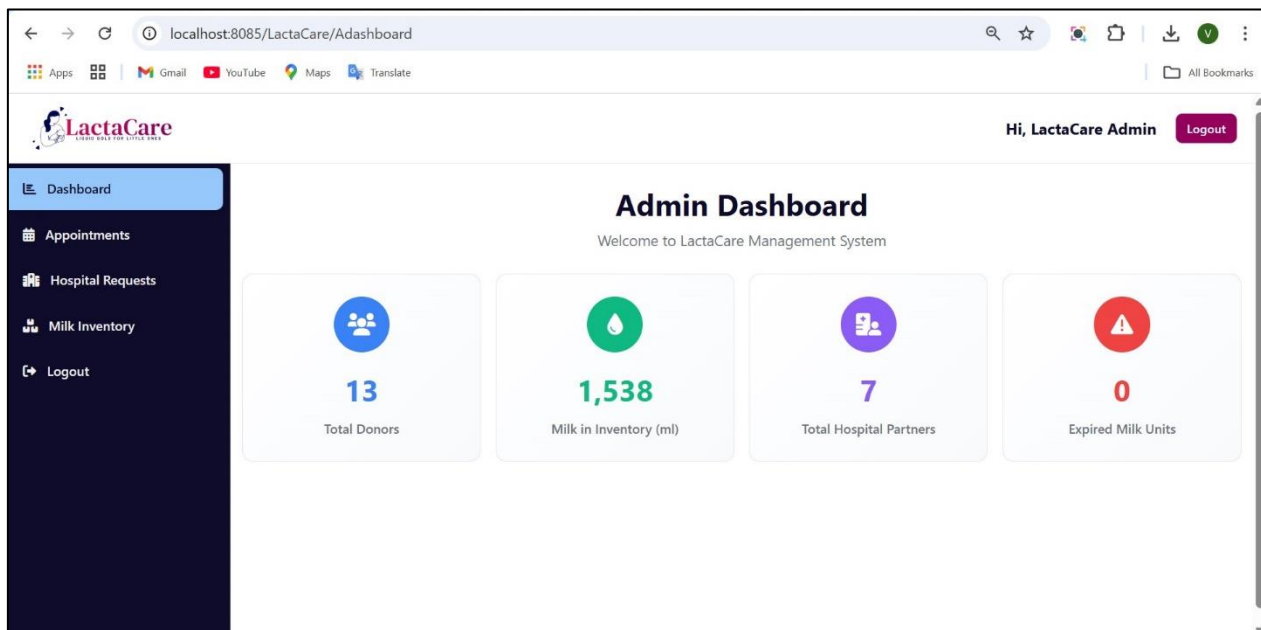 localhost:8085/LactaCare/Adashboard
V
Apps Gmail YouTube Maps Translate All Bookmarks
LactaCare
Hi, LactaCare Admin Logout
Dashboard
Appointments
Hospital Requests
Milk Inventory
Logout
Admin Dashboard
Welcome to LactaCare Management System
13 1,538 7 0
Total Donors Milk in Inventory (ml) Total Hospital Partners Expired Milk Units